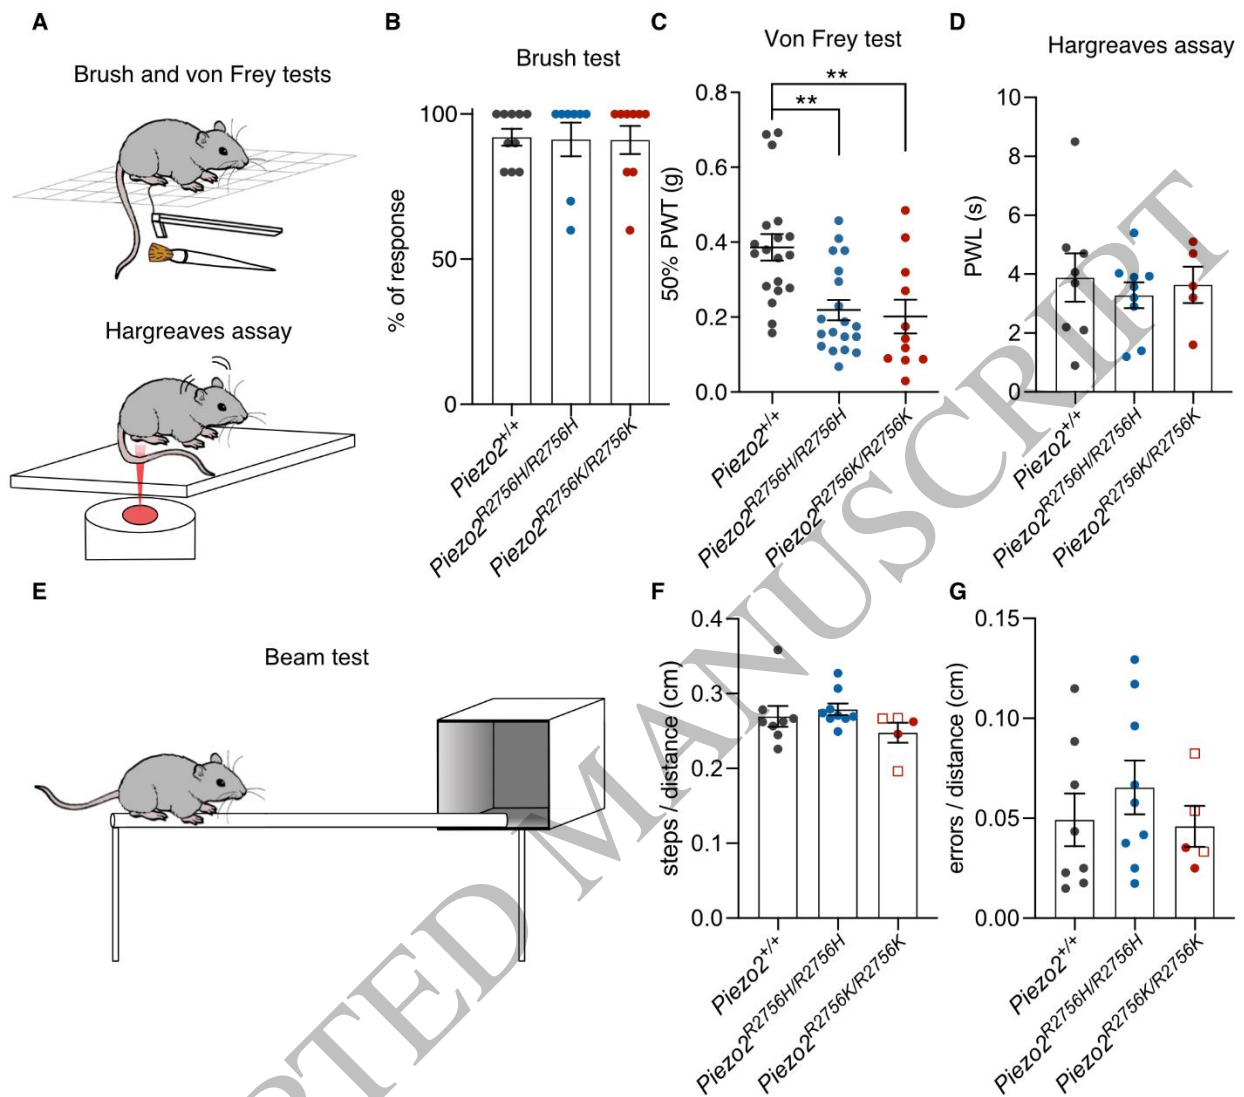 A
Brush and von Frey tests
Hargreaves assay
B
Brush test
% of response
100
50
0
Piezo2+/+
Piezo2R2756H/R2756H
Piezo2R2756K/R2756K
C
Von Frey test
**
**
50% PWT (g)
0.8
0.6
0.4
0.2
0.0
Piezo2+/+
Piezo2R2756H/R2756H
Piezo2R2756K/R2756K
D
Hargreaves assay
PWL (s)
10
8
6
4
2
0
Piezo2+/+
Piezo2R2756H/R2756H
Piezo2R2756K/R2756K
E
Beam test
F
steps / distance (cm)
0.4
0.3
0.2
0.1
0.0
Piezo2+/+
Piezo2R2756H/R2756H
Piezo2R2756K/R2756K
G
errors / distance (cm)
0.15
0.10
0.05
0.00
Piezo2+/+
Piezo2R2756H/R2756H
Piezo2R2756K/R2756K
RTED MANUSCRIPT